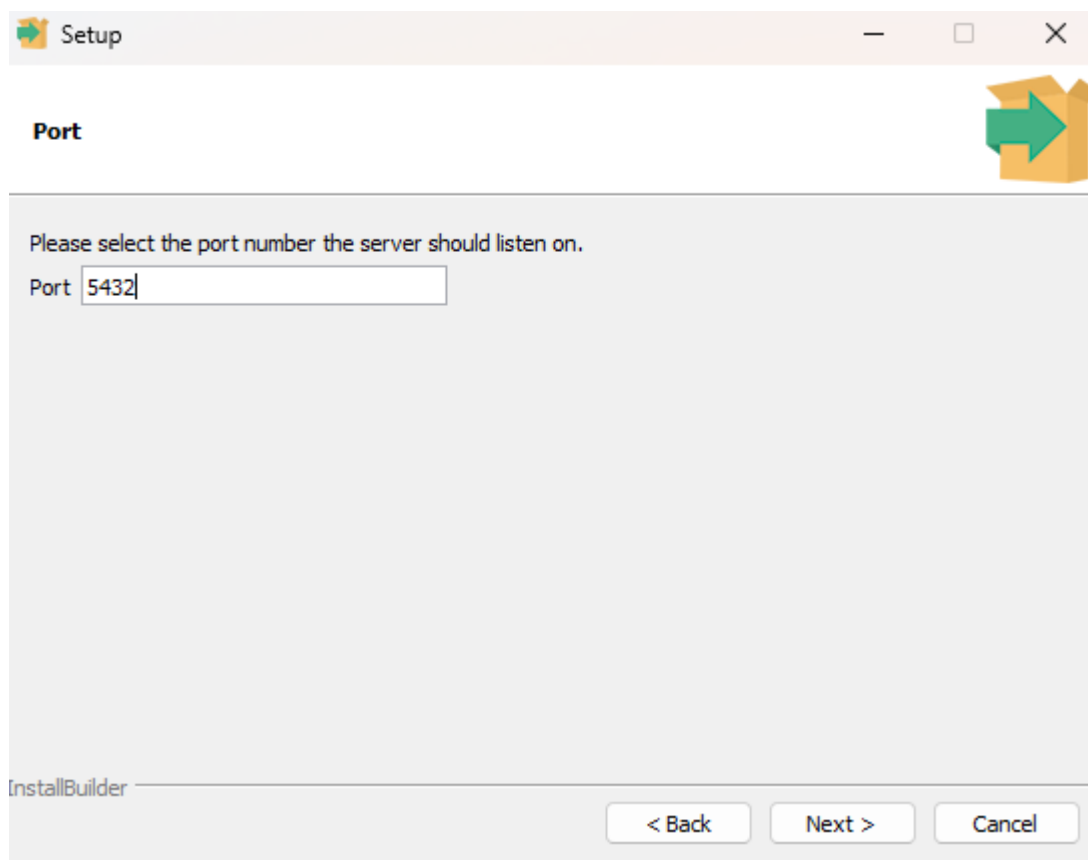 Setup
Port
Please select the port number the server should listen on.
Port 5432
InstallBuilder
< Back Next > Cancel